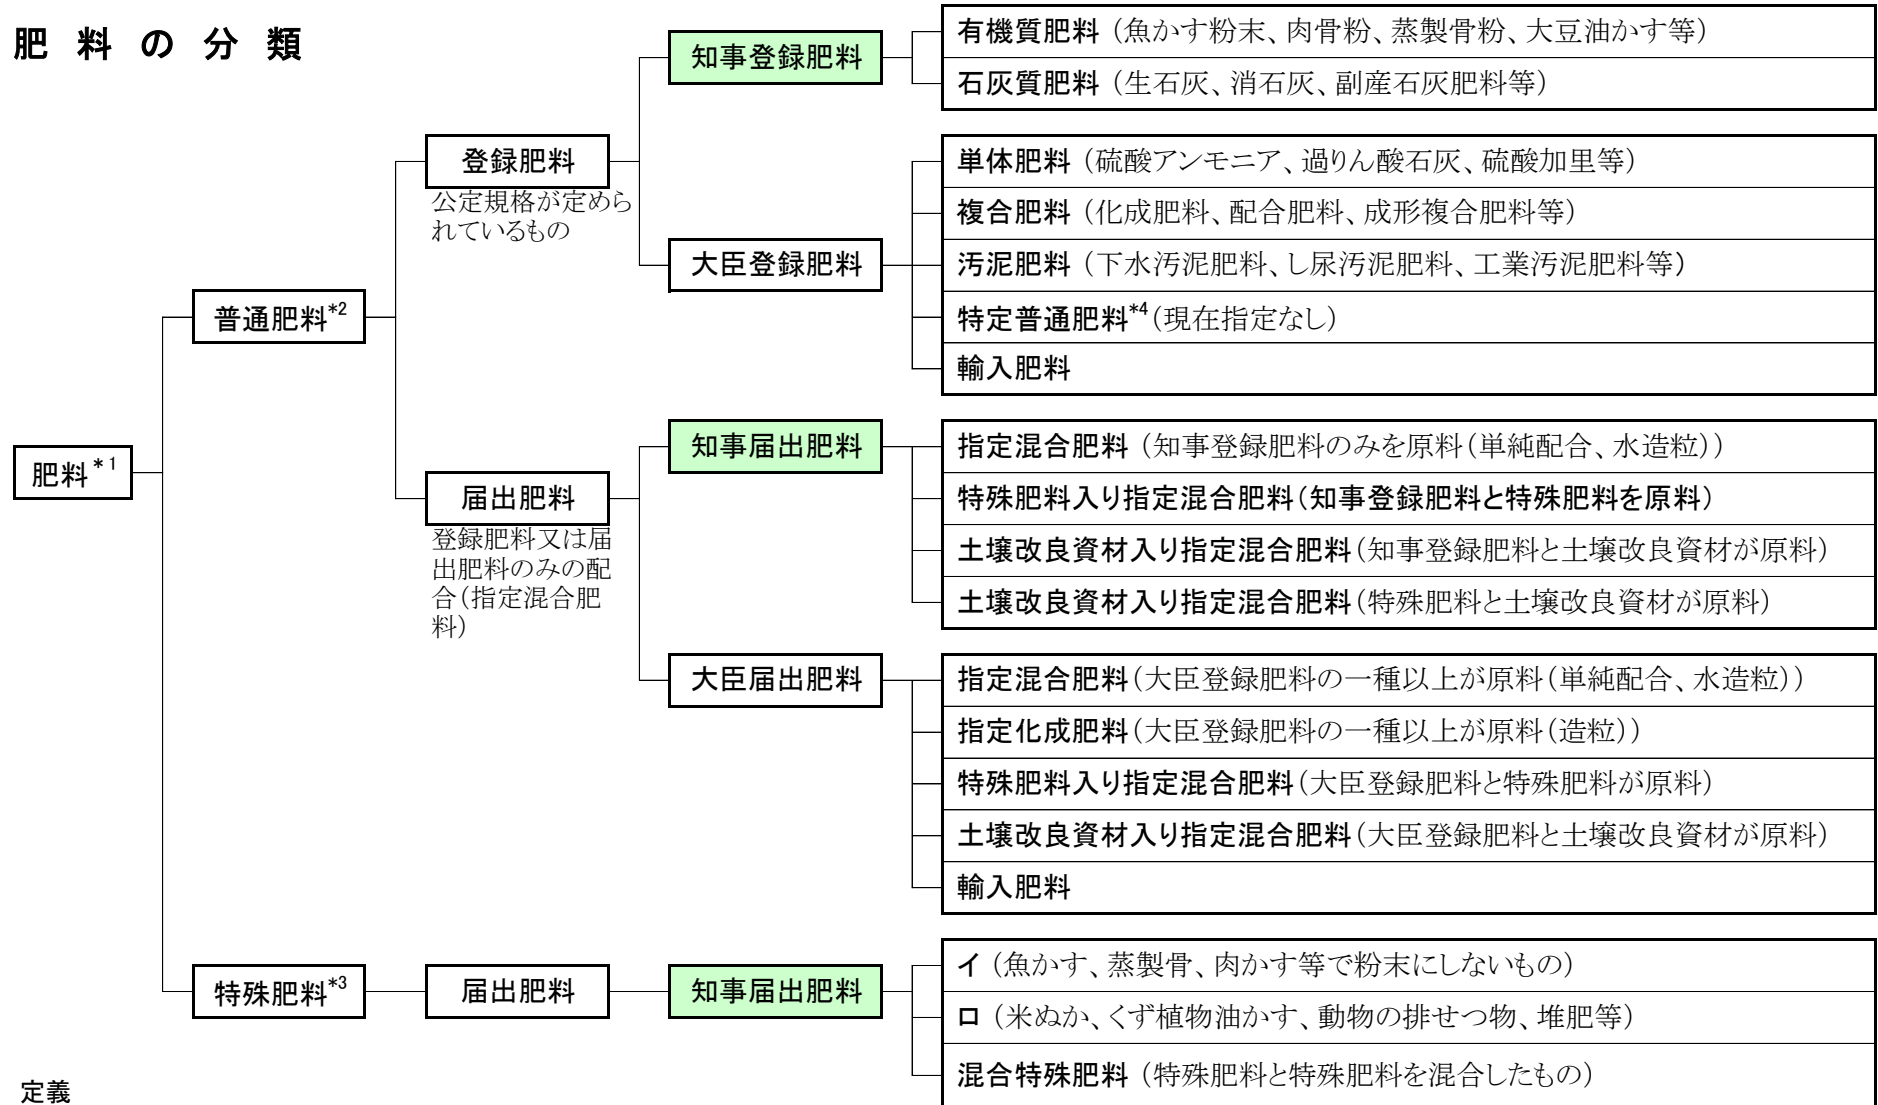 肥料の分類
知事登録肥料
有機質肥料（魚かす粉末、肉骨粉、蒸製骨粉、大豆油かす等）
石灰質肥料（生石灰、消石灰、副産石灰肥料等）
登録肥料
公定規格が定めら
れているもの
大臣登録肥料
単体肥料（硫酸アンモニア、過りん酸石灰、硫酸加里等）
複合肥料（化成肥料、配合肥料、成形複合肥料等）
汚泥肥料（下水汚泥肥料、し尿汚泥肥料、工業汚泥肥料等）
特定普通肥料*4（現在指定なし）
輸入肥料
普通肥料*2
肥料*1
届出肥料
登録肥料又は届
出肥料のみの配
合（指定混合肥
料）
知事届出肥料
指定混合肥料（知事登録肥料のみを原料（単純配合、水造粒））
特殊肥料入り指定混合肥料（知事登録肥料と特殊肥料を原料）
土壌改良資材入り指定混合肥料（知事登録肥料と土壌改良資材が原料）
土壌改良資材入り指定混合肥料（特殊肥料と土壌改良資材が原料）
大臣届出肥料
指定混合肥料（大臣登録肥料の一種以上が原料（単純配合、水造粒））
指定化成肥料（大臣登録肥料の一種以上が原料（造粒））
特殊肥料入り指定混合肥料（大臣登録肥料と特殊肥料が原料）
土壌改良資材入り指定混合肥料（大臣登録肥料と土壌改良資材が原料）
輸入肥料
特殊肥料*3
届出肥料
知事届出肥料
イ（魚かす、蒸製骨、肉かす等で粉末にしないもの）
ロ（米ぬか、くず植物油かす、動物の排せつ物、堆肥等）
混合特殊肥料（特殊肥料と特殊肥料を混合したもの）
定義